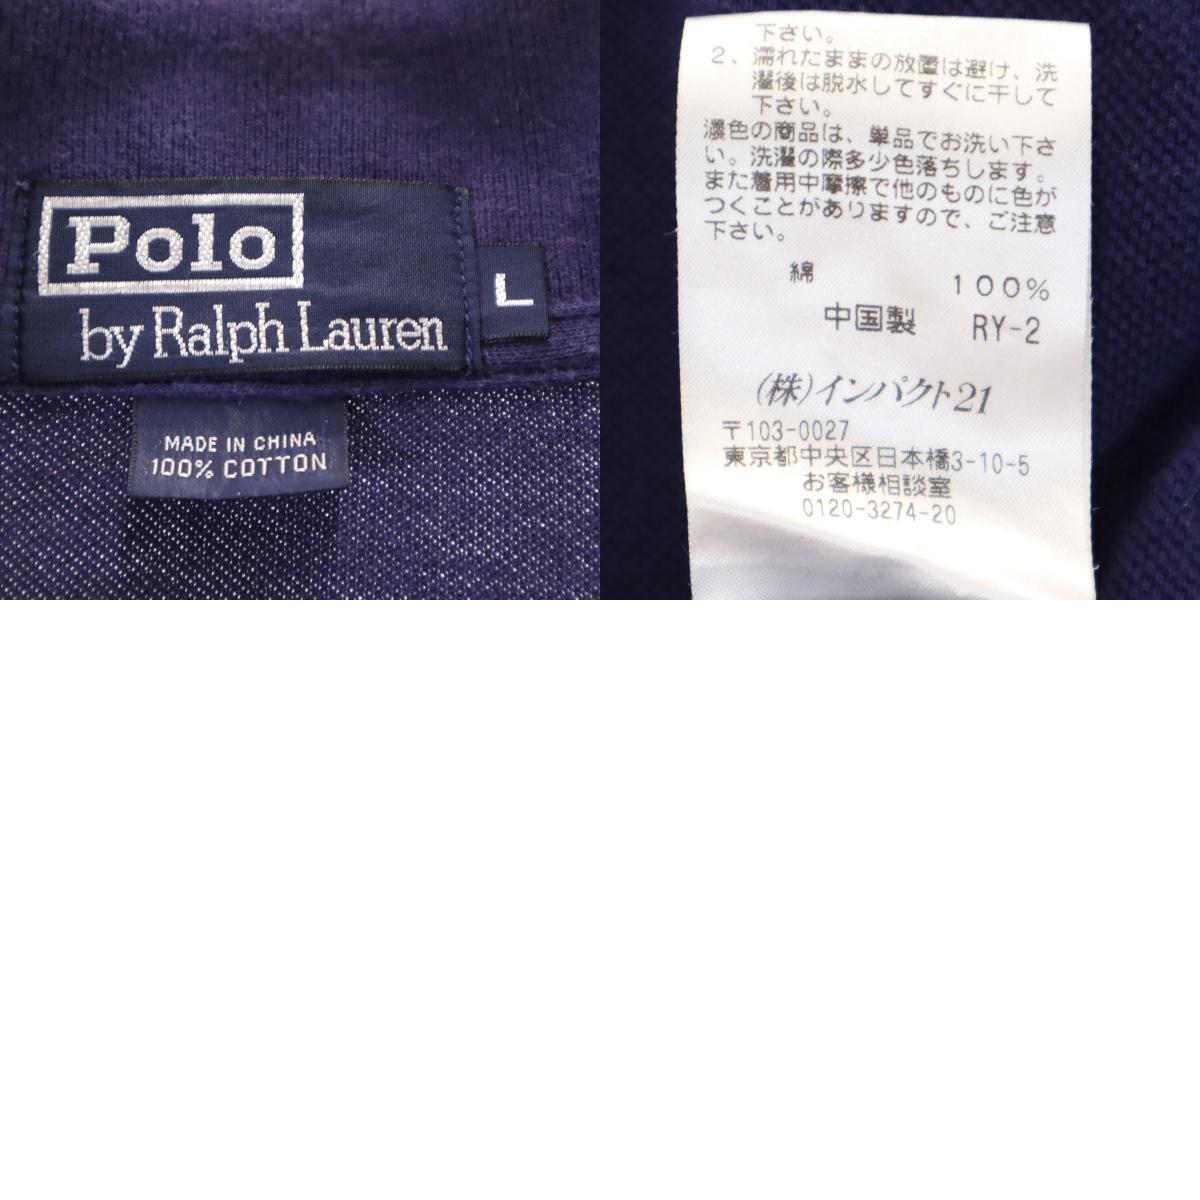 Polo
by Ralph Lauren
L
MADE IN CHINA
100% COTTON
下さい。
2、濡れたままの放置は避け、洗
濯後は脱水してすぐに干して
下さい。
濃色の商品は、単品でお洗い下さ
い。洗濯の際多少色落ちします。
また着用中摩擦で他のものに色が
つくことがありますので、ご注意
下さい。
綿 100%
中国製 RY-2
(株)インパクト21
〒103-0027
東京都中央区日本橋3-10-5
お客様相談室
0120-3274-20